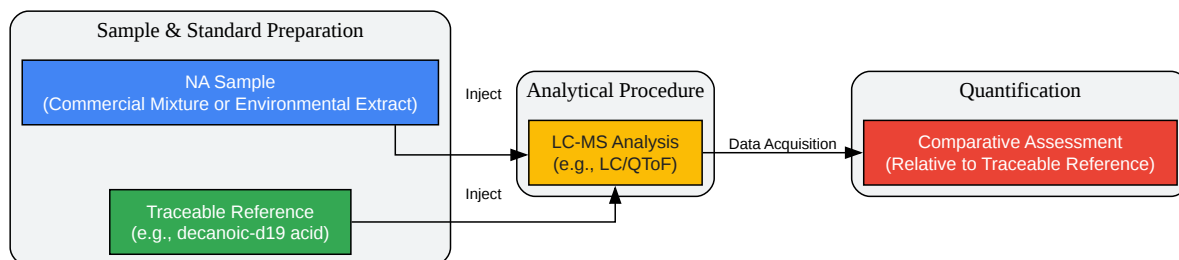 Sample & Standard Preparation
NA Sample
(Commercial Mixture or Environmental Extract)
Traceable Reference
(e.g., decanoic-d19 acid)
Inject
Inject
Analytical Procedure
LC-MS Analysis
(e.g., LC/QToF)
Data Acquisition
Quantification
Comparative Assessment
(Relative to Traceable Reference)